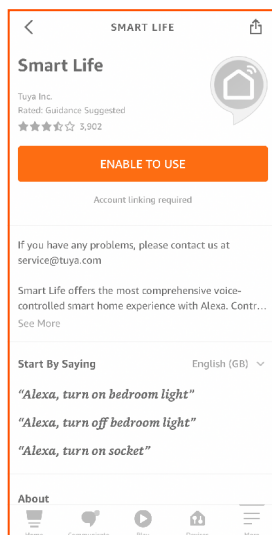 SMART LIFE
Smart Life
Tuya Inc.
Rated: Guidance Suggested
3,902
ENABLE TO USE
Account linking required
If you have any problems, please contact us at
service@tuya.com
Smart Life offers the most comprehensive voice-
controlled smart home experience with Alexa. Contr...
See More
Start By Saying
English (GB)
“Alexa, turn on bedroom light”
“Alexa, turn off bedroom light”
“Alexa, turn on socket”
About